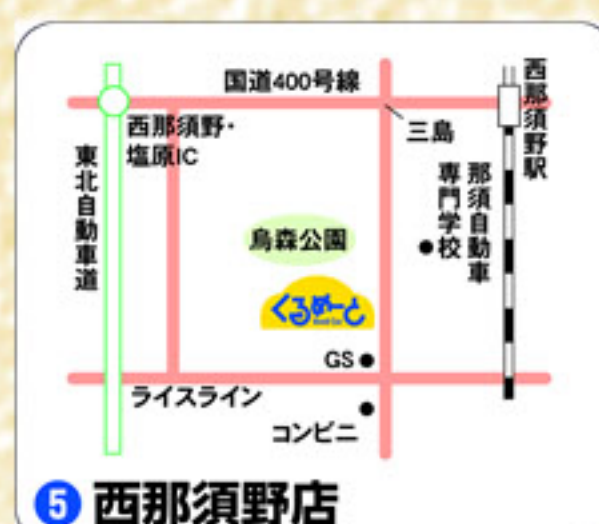 国道400号線
西那須野・
塩原IC
三島
西那須野駅
東北自動車道
那須自動車
専門学校
烏森公園
くるめーと
GS
ライスライン
コンビニ
5 西那須野店